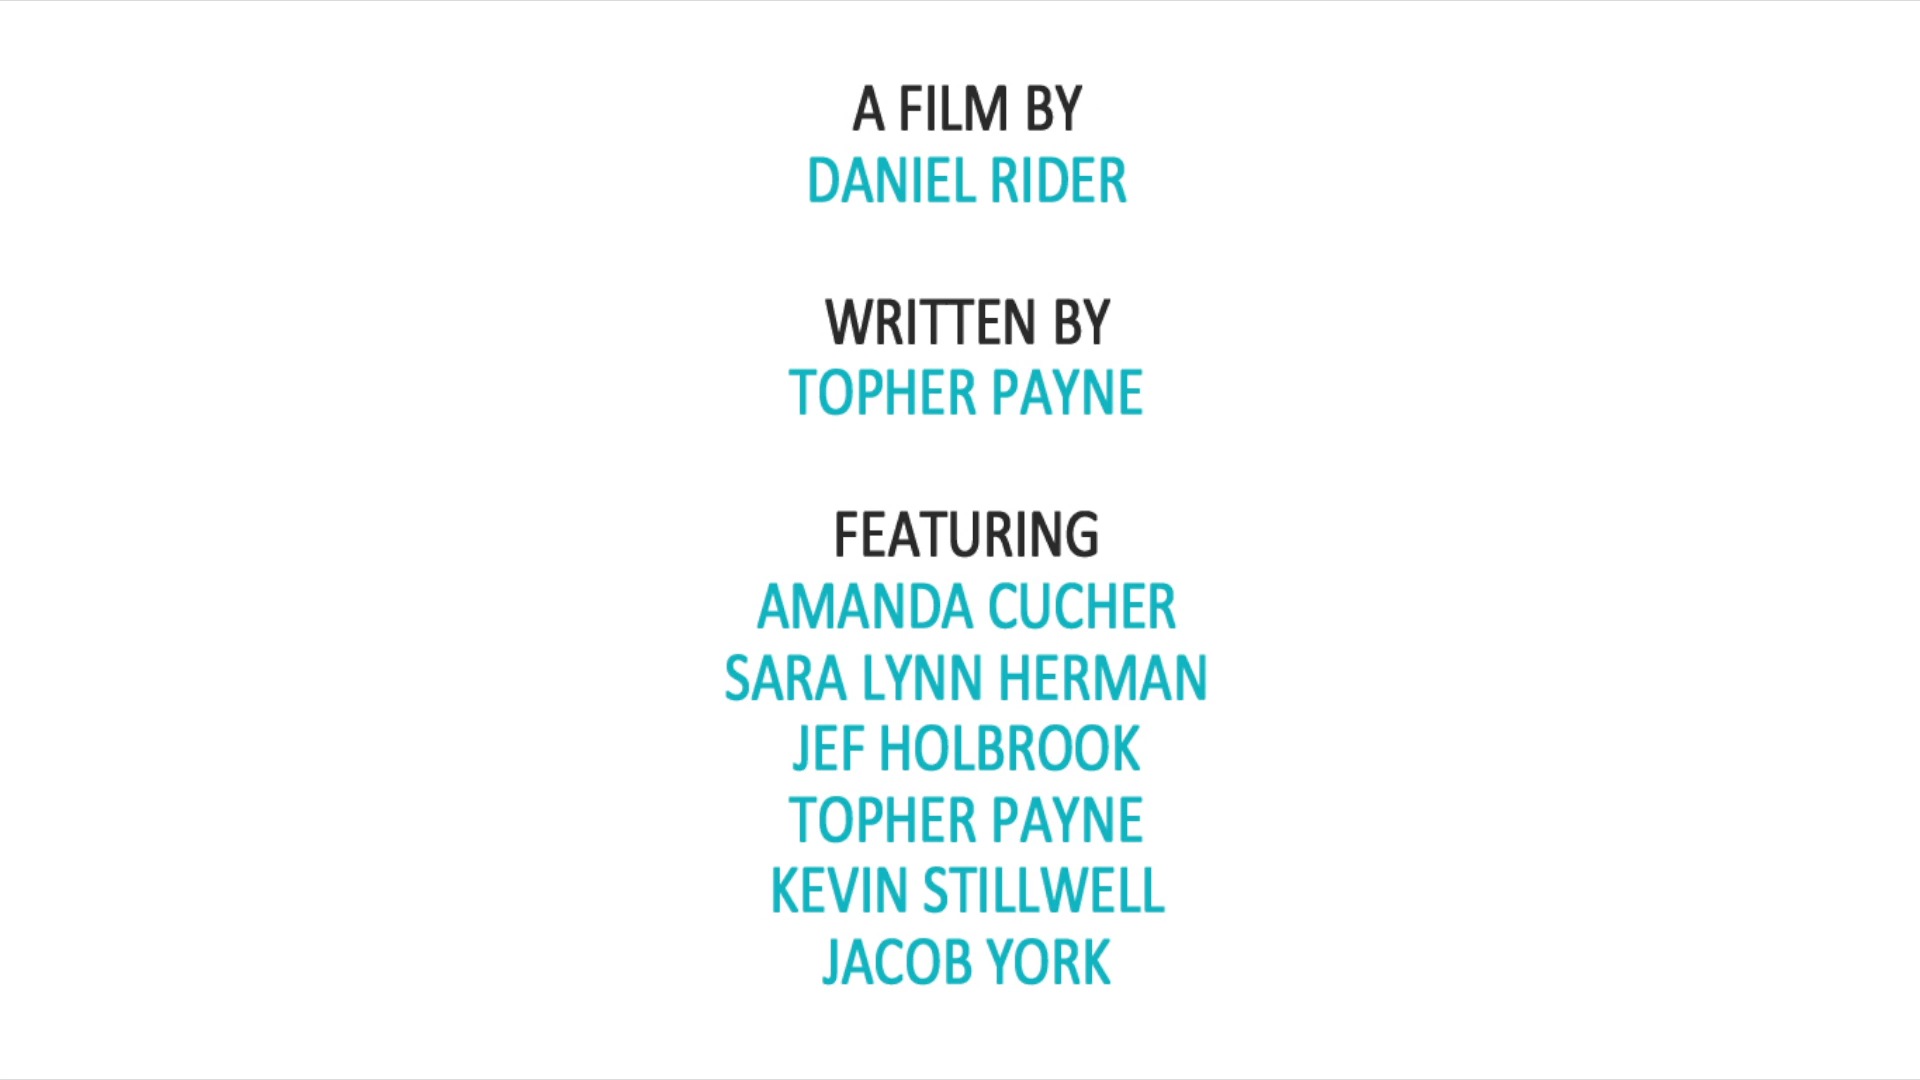 A FILM BY
DANIEL RIDER
WRITTEN BY
TOPHER PAYNE
FEATURING
AMANDA CUCHER
SARA LYNN HERMAN
JEF HOLBROOK
TOPHER PAYNE
KEVIN STILLWELL
JACOB YORK